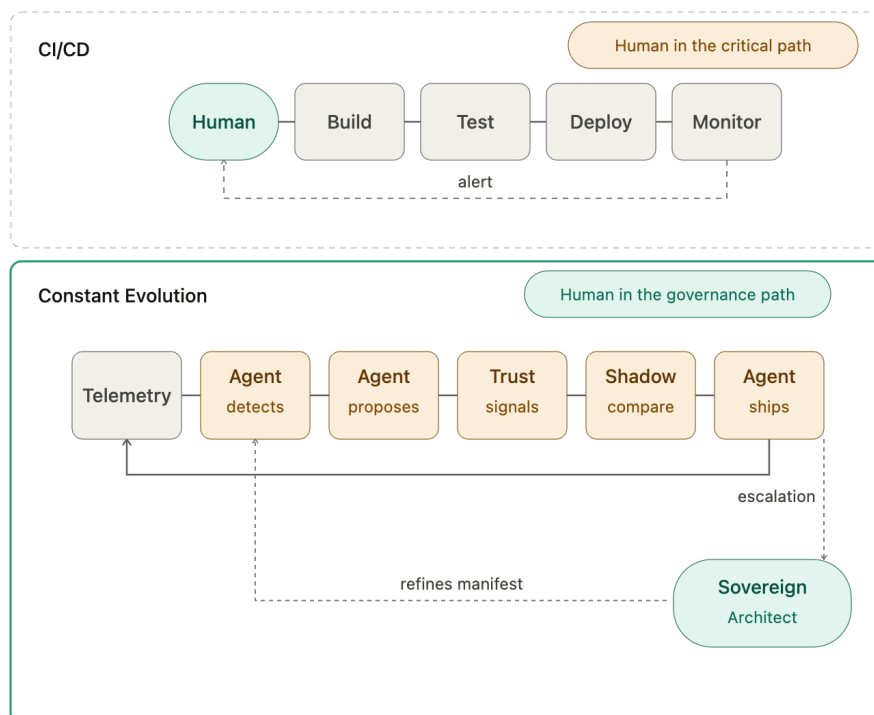 CI/CD
Human in the critical path
Human
Build
Test
Deploy
Monitor
alert
Constant Evolution
Human in the governance path
Telemetry
Agent
detects
Agent
proposes
Trust
signals
Shadow
compare
Agent
ships
escalation
refines manifest
Sovereign
Architect